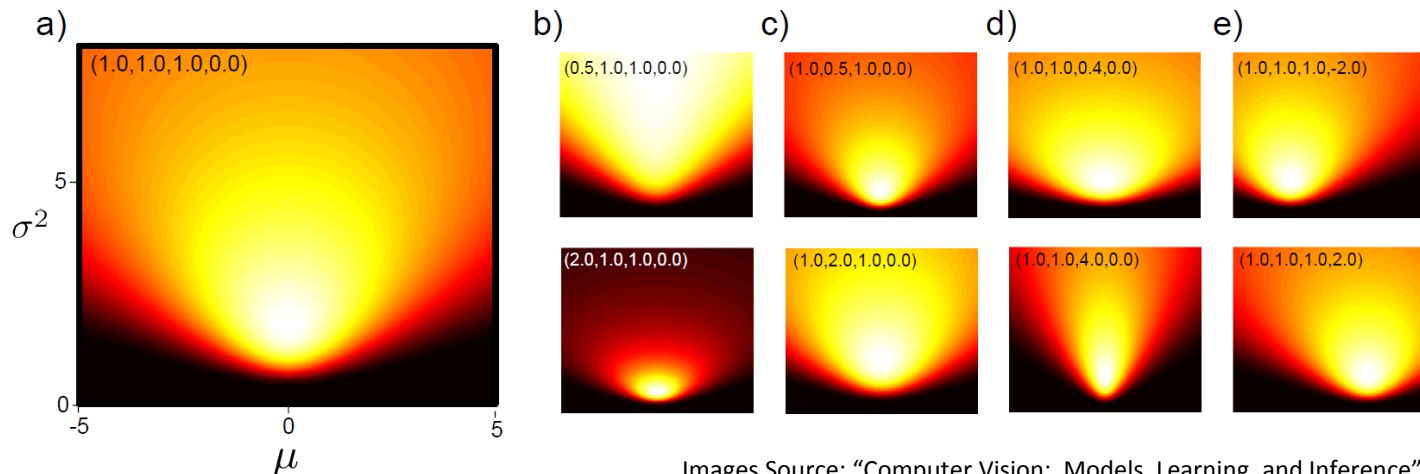 a)
(1.0,1.0,1.0,0.0)
5
σ²
0
-5
0
5
μ
b)
(0.5,1.0,1.0,0.0)
(2.0,1.0,1.0,0.0)
c)
(1.0,0.5,1.0,0.0)
(1.0,2.0,1.0,0.0)
d)
(1.0,1.0,0.4,0.0)
(1.0,1.0,4.0,0.0)
e)
(1.0,1.0,1.0,-2.0)
(1.0,1.0,1.0,2.0)
Images Source: “Computer Vision: Models, Learning, and Inference”